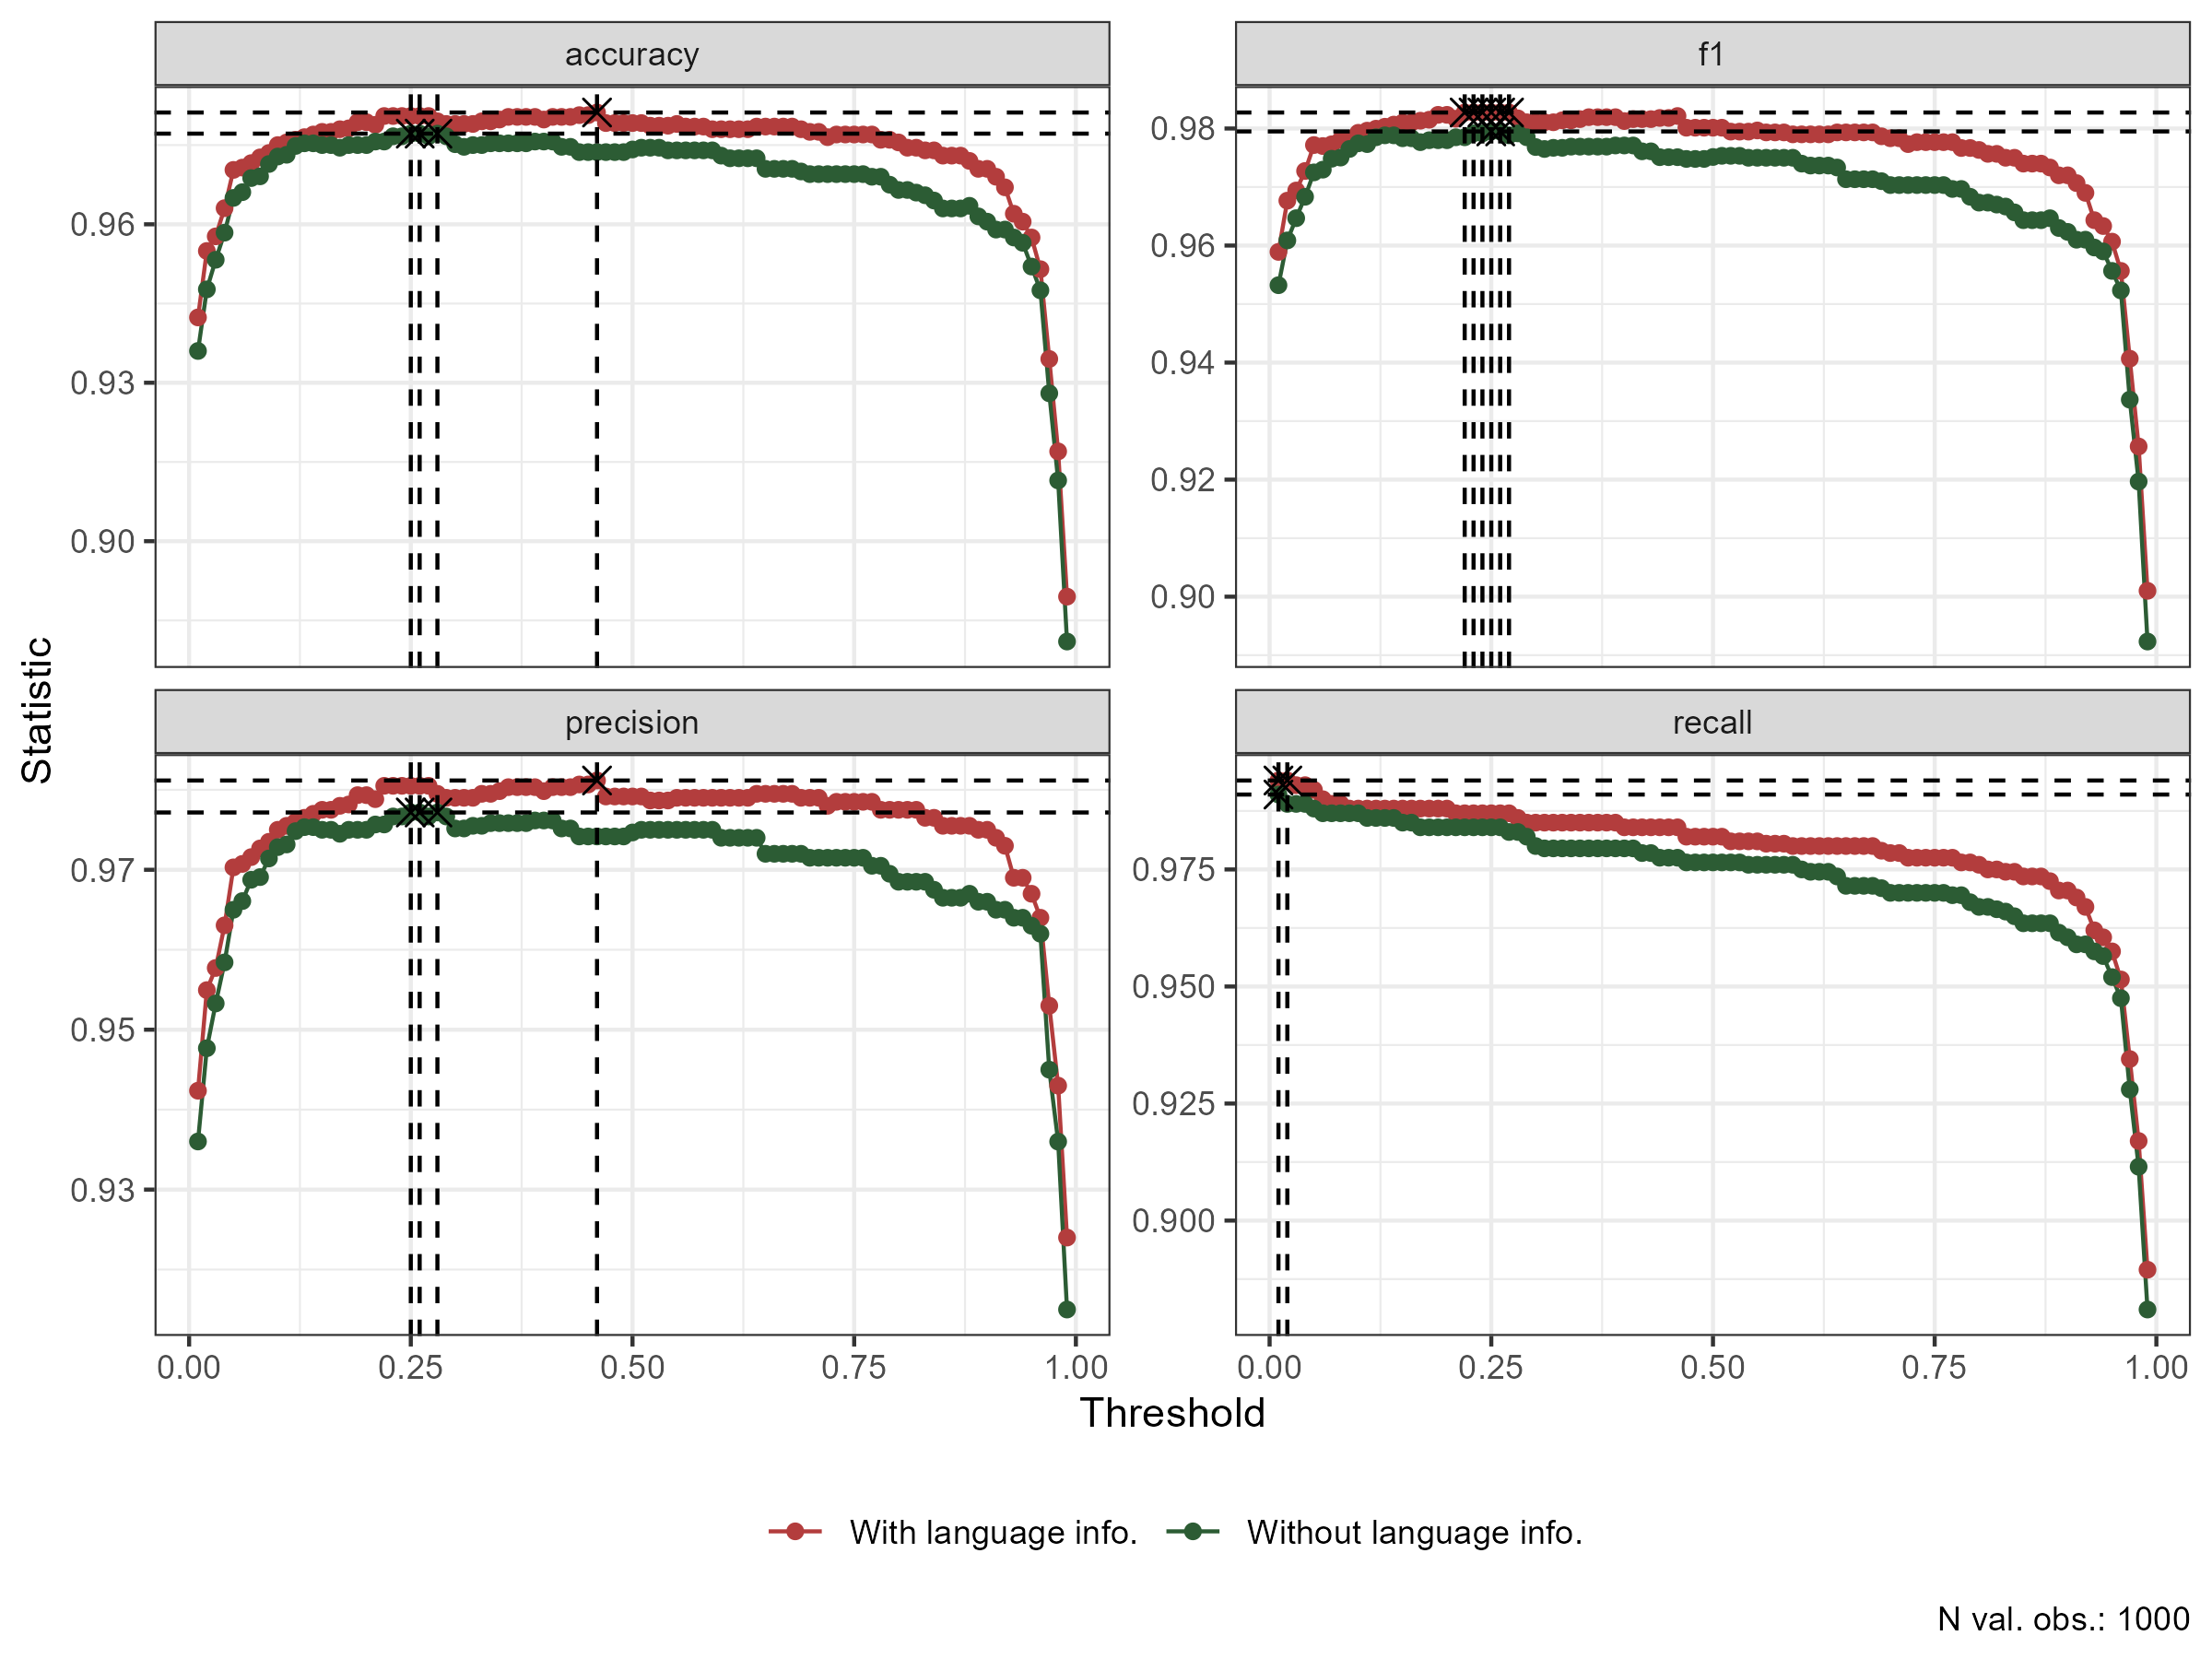 accuracy
f1
0.96
0.93
0.90
0.98
0.96
0.94
0.92
0.90
Statistic
precision
recall
0.97
0.95
0.93
0.975
0.950
0.925
0.900
0.00 0.25 0.50 0.75 1.00
0.00 0.25 0.50 0.75 1.00
Threshold
With language info. Without language info.
N val. obs.: 1000